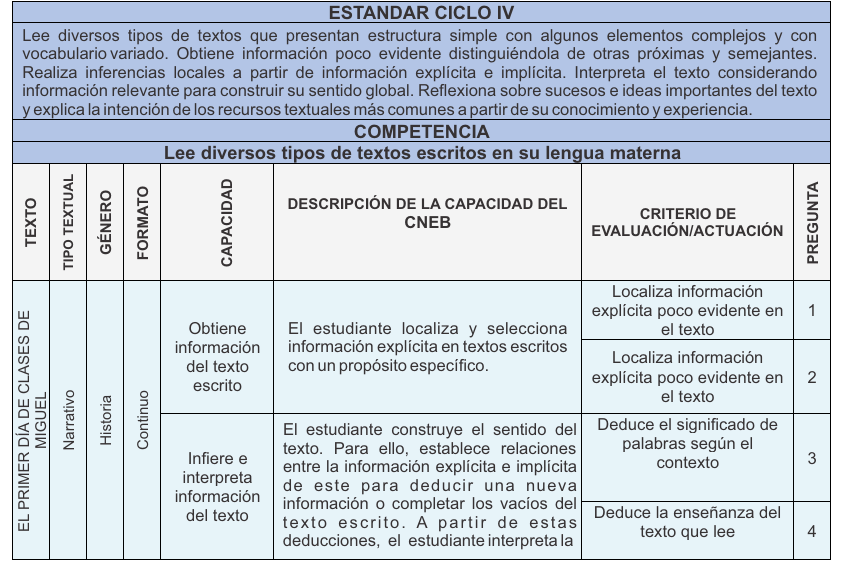 ESTANDAR CICLO IV
Lee diversos tipos de textos que presentan estructura simple con algunos elementos complejos y con
vocabulario variado. Obtiene información poco evidente distinguiéndola de otras próximas y semejantes.
Realiza inferencias locales a partir de información explícita e implícita. Interpreta el texto considerando
información relevante para construir su sentido global. Reflexiona sobre sucesos e ideas importantes del texto
y explica la intención de los recursos textuales más comunes a partir de su conocimiento y experiencia.
COMPETENCIA
Lee diversos tipos de textos escritos en su lengua materna
TEXTO
TIPO TEXTUAL
GÉNERO
FORMATO
CAPACIDAD
DESCRIPCIÓN DE LA CAPACIDAD DEL
CNEB
CRITERIO DE
EVALUACIÓN/ACTUACIÓN
PREGUNTA
EL PRIMER DÍA DE CLASES DE
MIGUEL
Narrativo
Historia
Continuo
Obtiene
información
del texto
escrito
El estudiante localiza y selecciona
información explícita en textos escritos
con un propósito específico.
Localiza información
explícita poco evidente en
el texto
1
Localiza información
explícita poco evidente en
el texto
2
Infiere e
interpreta
información
del texto
El estudiante construye el sentido del
texto. Para ello, establece relaciones
entre la información explícita e implícita
de este para deducir una nueva
información o completar los vacíos del
texto escrito. A partir de estas
deducciones, el estudiante interpreta la
Deduce el significado de
palabras según el
contexto
3
Deduce la enseñanza del
texto que lee
4